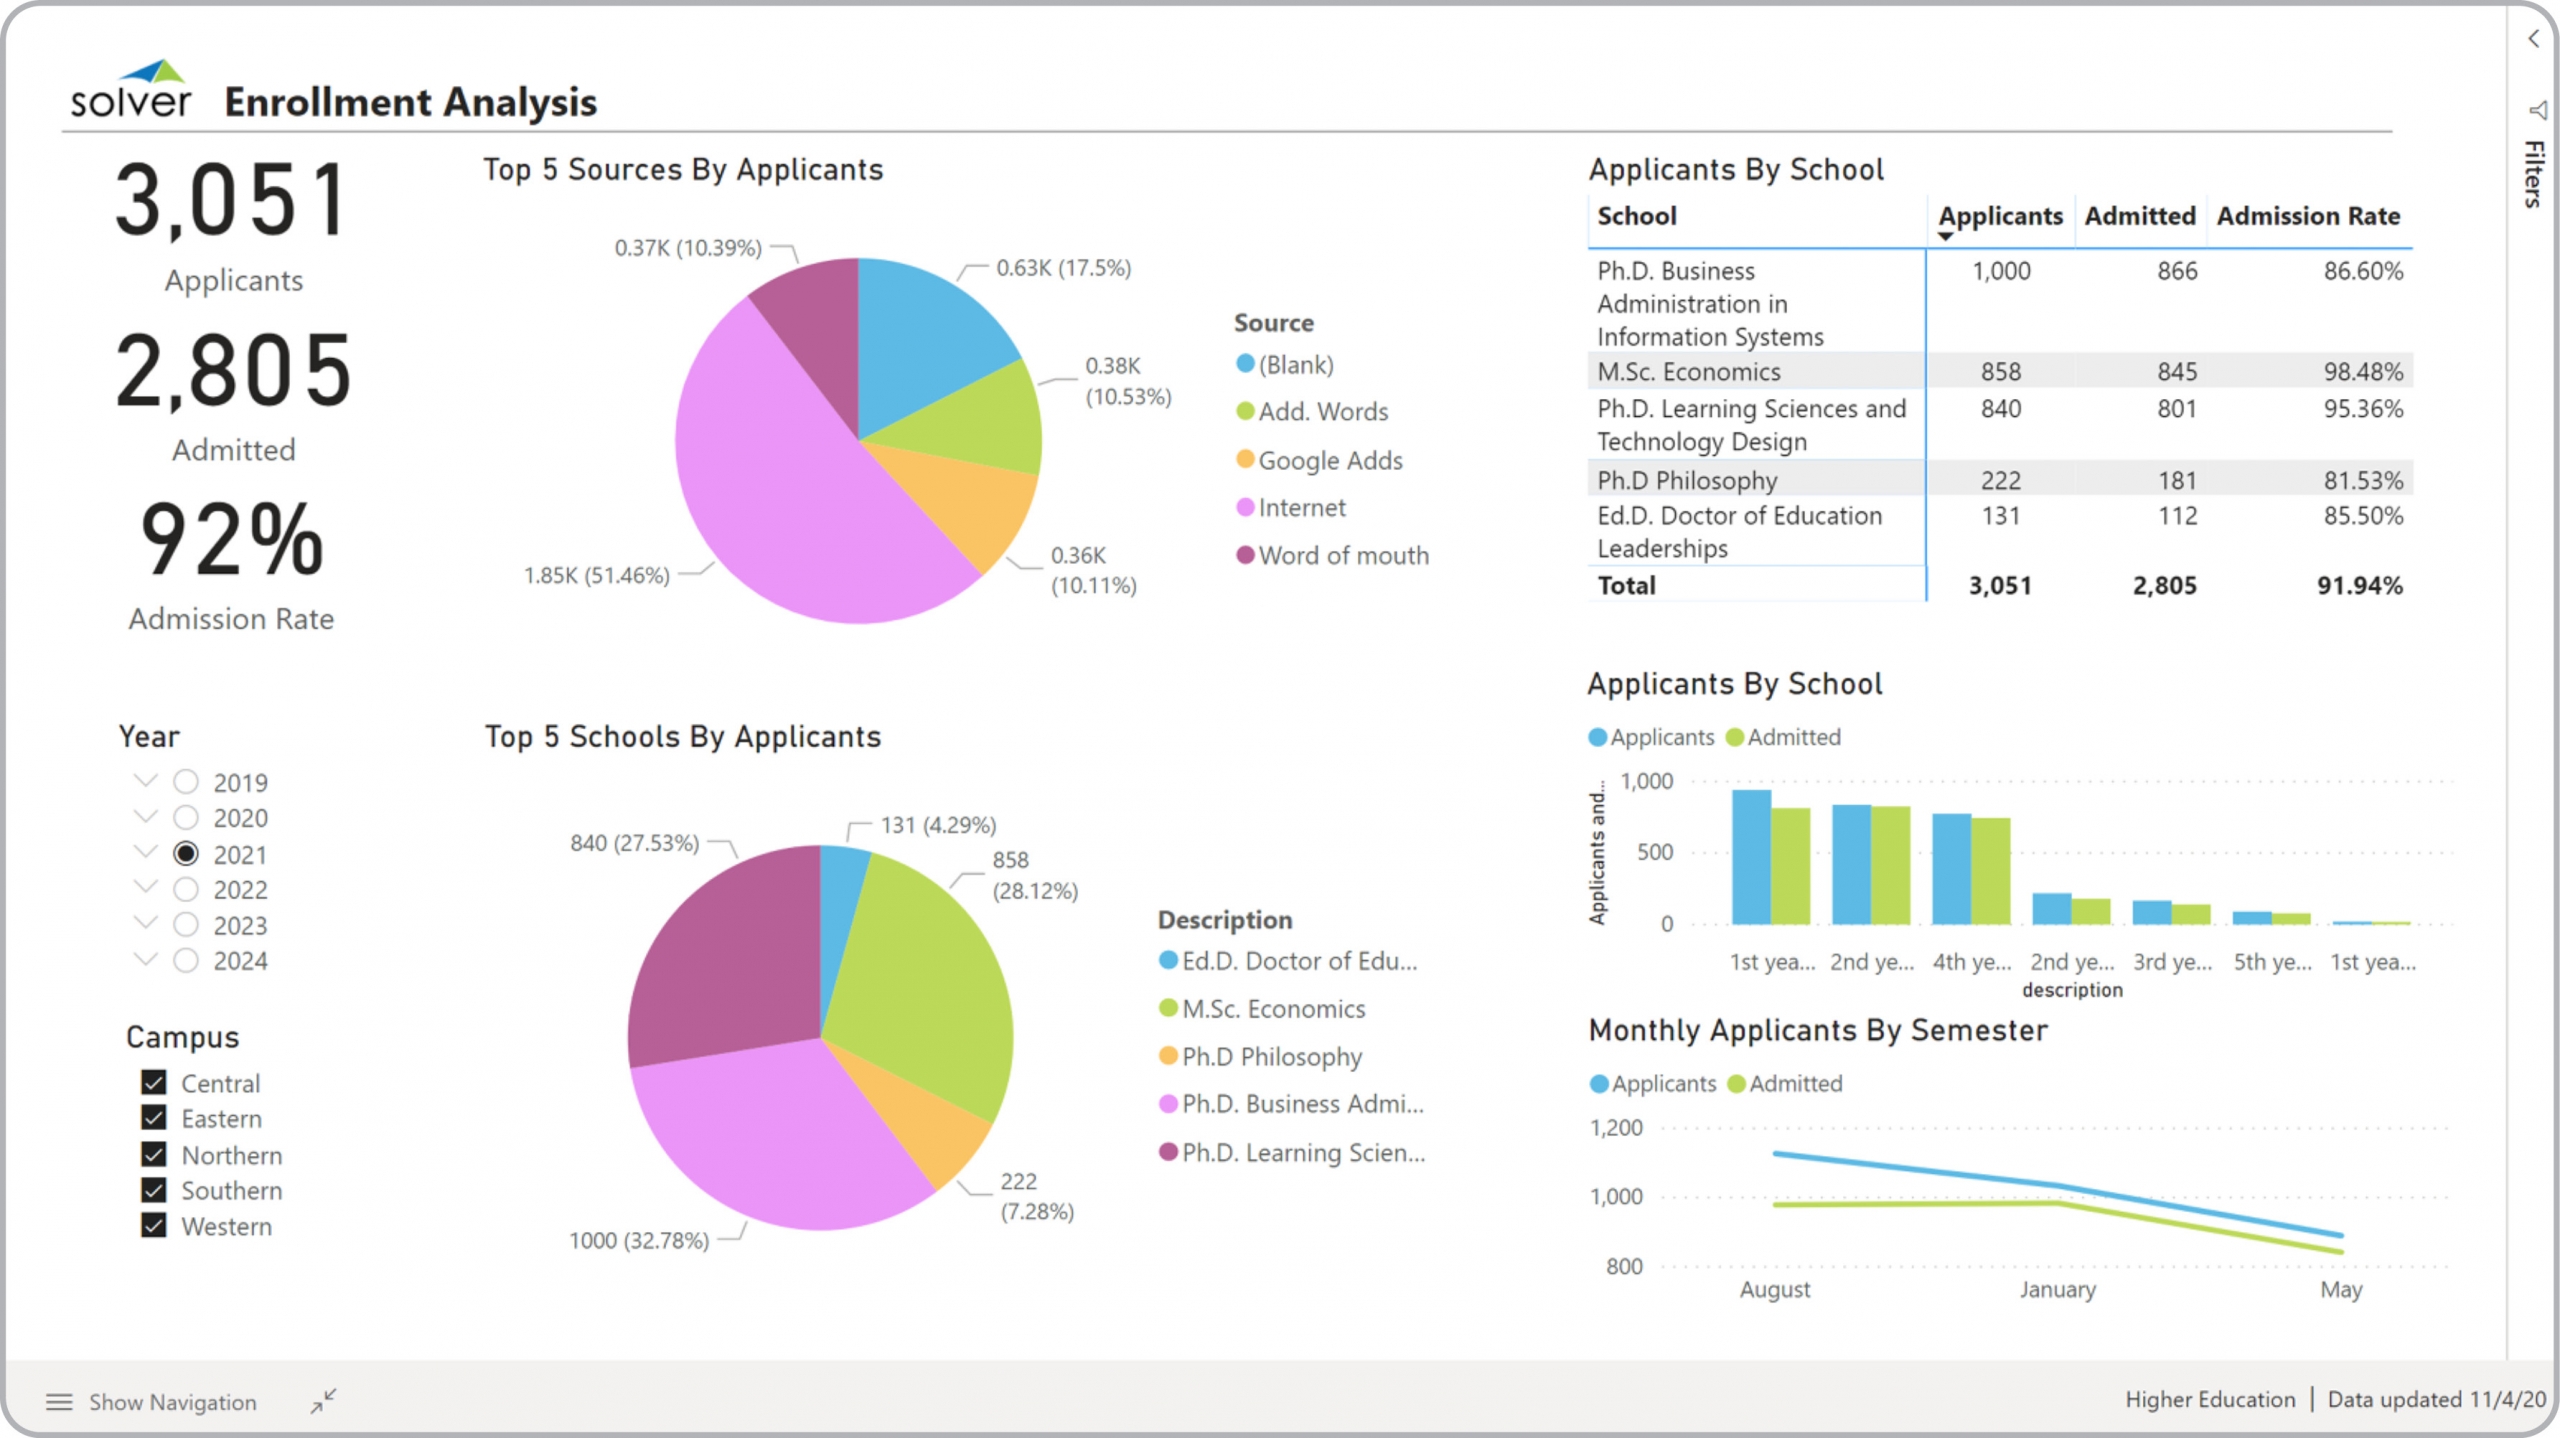 solver Enrollment Analysis
3,051
Applicants
2,805
Admitted
92%
Admission Rate
Year
2019
2020
2021
2022
2023
2024
Campus
Central
Eastern
Northern
Southern
Western
Top 5 Sources By Applicants
0.37K (10.39%)
0.63K (17.5%)
0.38K
(10.53%)
0.36K
(10.11%)
1.85K (51.46%)
Source
(Blank)
Add. Words
Google Adds
Internet
Word of mouth
Top 5 Schools By Applicants
840 (27.53%)
131 (4.29%)
858
(28.12%)
222
(7.28%)
1000 (32.78%)
Description
Ed.D. Doctor of Edu...
M.Sc. Economics
Ph.D Philosophy
Ph.D. Business Admi...
Ph.D. Learning Scien...
Applicants By School
School Applicants Admitted Admission Rate
Ph.D. Business 1,000 866 86.60%
Administration in
Information Systems
M.Sc. Economics 858 845 98.48%
Ph.D. Learning Sciences and 840 801 95.36%
Technology Design
Ph.D Philosophy 222 181 81.53%
Ed.D. Doctor of Education 131 112 85.50%
Leaderships
Total 3,051 2,805 91.94%
Applicants By School
Applicants Admitted
Applicants and...
1,000
500
0
1st yea... 2nd ye... 4th ye... 2nd ye... 3rd ye... 5th ye... 1st yea...
description
Monthly Applicants By Semester
Applicants Admitted
1,200
1,000
800
August January May
Filters
Show Navigation
Higher Education | Data updated 11/4/20